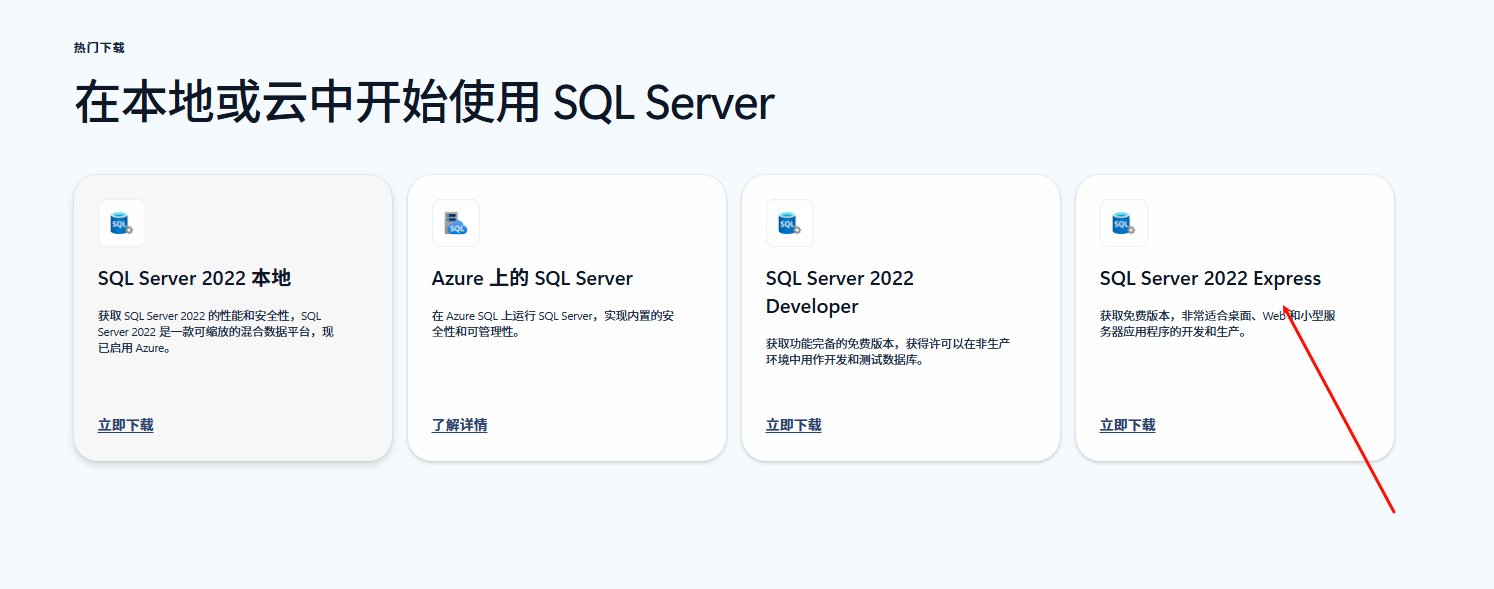 热门下载
在本地或云中开始使用 SQL Server
SQL
SQL Server 2022 本地
获取 SQL Server 2022 的性能和安全性，SQL
Server 2022 是一款可缩放的混合数据平台，现
已启用 Azure。
立即下载
SQL
Azure 上的 SQL Server
在 Azure SQL 上运行 SQL Server，实现内置的安
全性和可管理性。
了解详情
SQL
SQL Server 2022
Developer
获取功能完备的免费版本，获得许可以在非生产
环境中用作开发和测试数据库。
立即下载
SQL
SQL Server 2022 Express
获取免费版本，非常适合桌面、Web 和小型服
务器应用程序的开发和生产。
立即下载